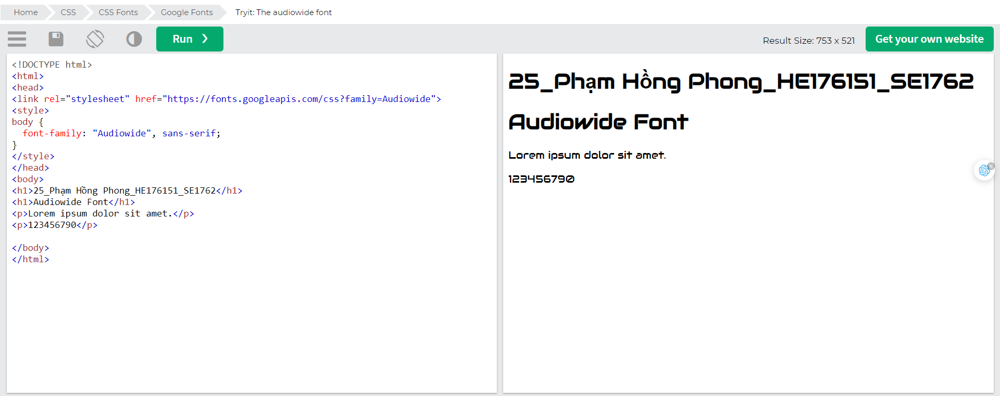 Home CSS CSS Fonts Google Fonts Tryit: The audiowide font
Run ❯ Result Size: 753 x 521 Get your own website
<!DOCTYPE html>
<html>
<head>
<link rel="stylesheet" href="https://fonts.googleapis.com/css?family=Audiowide">
<style>
body {
  font-family: "Audiowide", sans-serif;
}
</style>
</head>
<body>
<h1>25_Phạm Hồng Phong_HE176151_SE1762</h1>
<h1>Audiowide Font</h1>
<p>Lorem ipsum dolor sit amet.</p>
<p>123456790</p>
</body>
</html>
25_Phạm Hồng Phong_HE176151_SE1762
Audiowide Font
Lorem ipsum dolor sit amet.
123456790